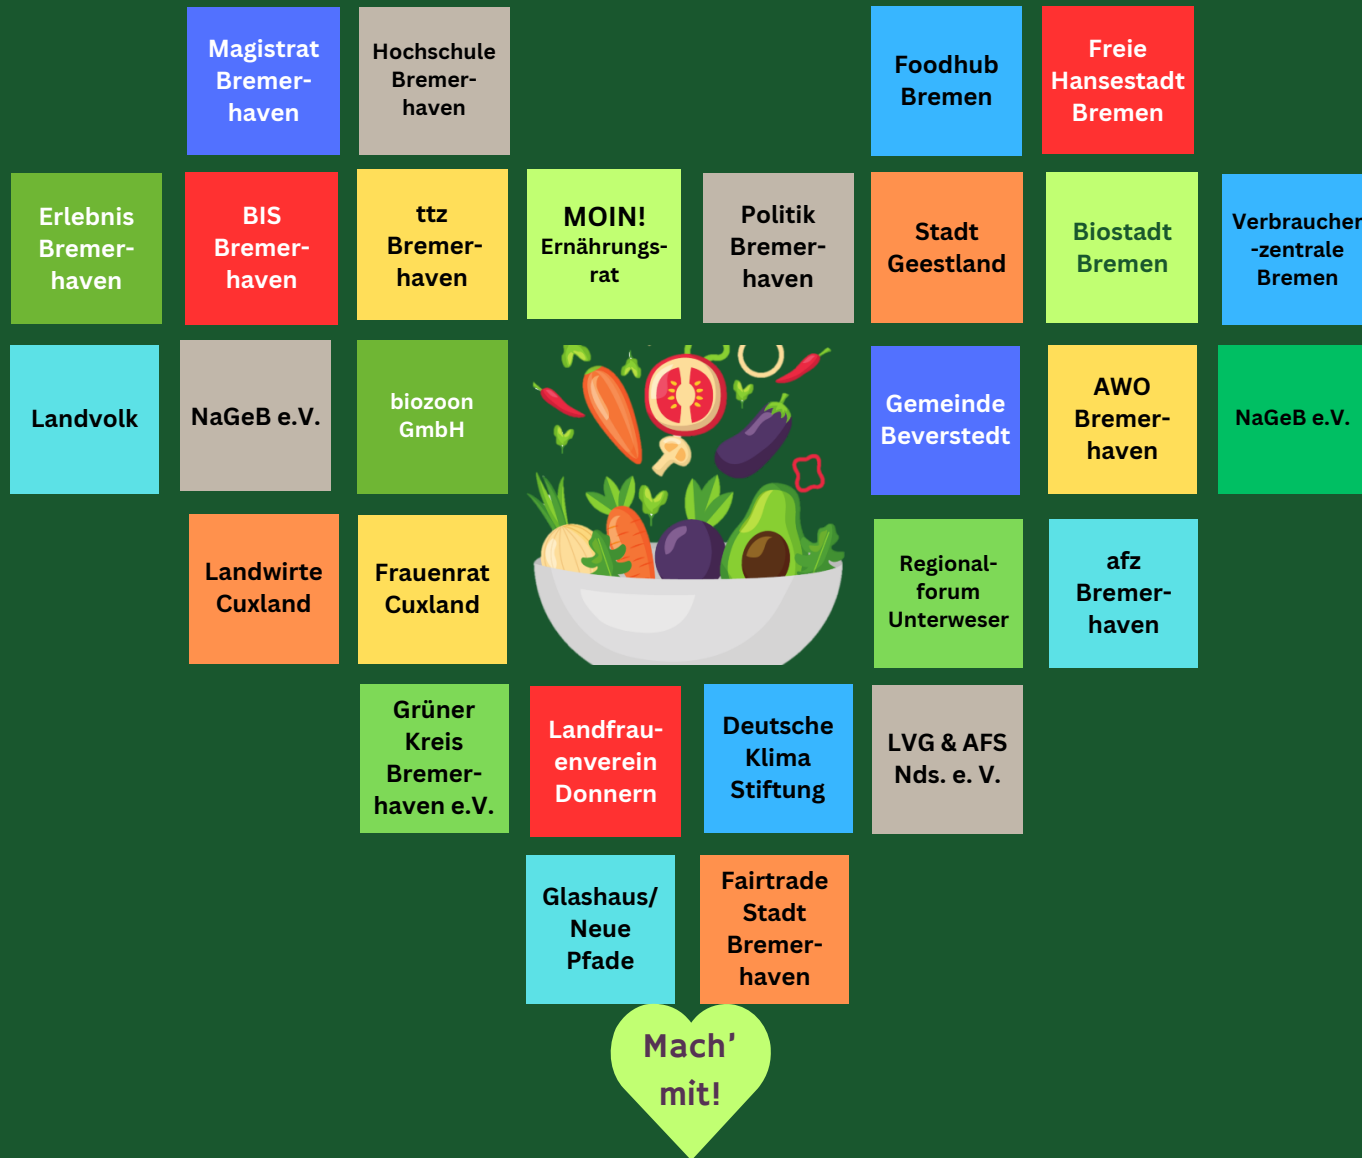 Magistrat
Bremer-
haven
Hochschule
Bremer-
haven
Foodhub
Bremen
Freie
Hansestadt
Bremen
Erlebnis
Bremer-
haven
BIS
Bremer-
haven
ttz
Bremer-
haven
MOIN!
Ernährungs-
rat
Politik
Bremer-
haven
Stadt
Geestland
Biostadt
Bremen
Verbraucher
-zentrale
Bremen
Landvolk
NaGeB e.V.
biozoon
GmbH
Gemeinde
Beverstedt
AWO
Bremer-
haven
NaGeB e.V.
Landwirte
Cuxland
Frauenrat
Cuxland
Regional-
forum
Unterweser
afz
Bremer-
haven
Grüner
Kreis
Bremer-
haven e.V.
Landfrau-
enverein
Donnern
Deutsche
Klima
Stiftung
LVG & AFS
Nds. e. V.
Glashaus/
Neue
Pfade
Fairtrade
Stadt
Bremer-
haven
Mach'
mit!